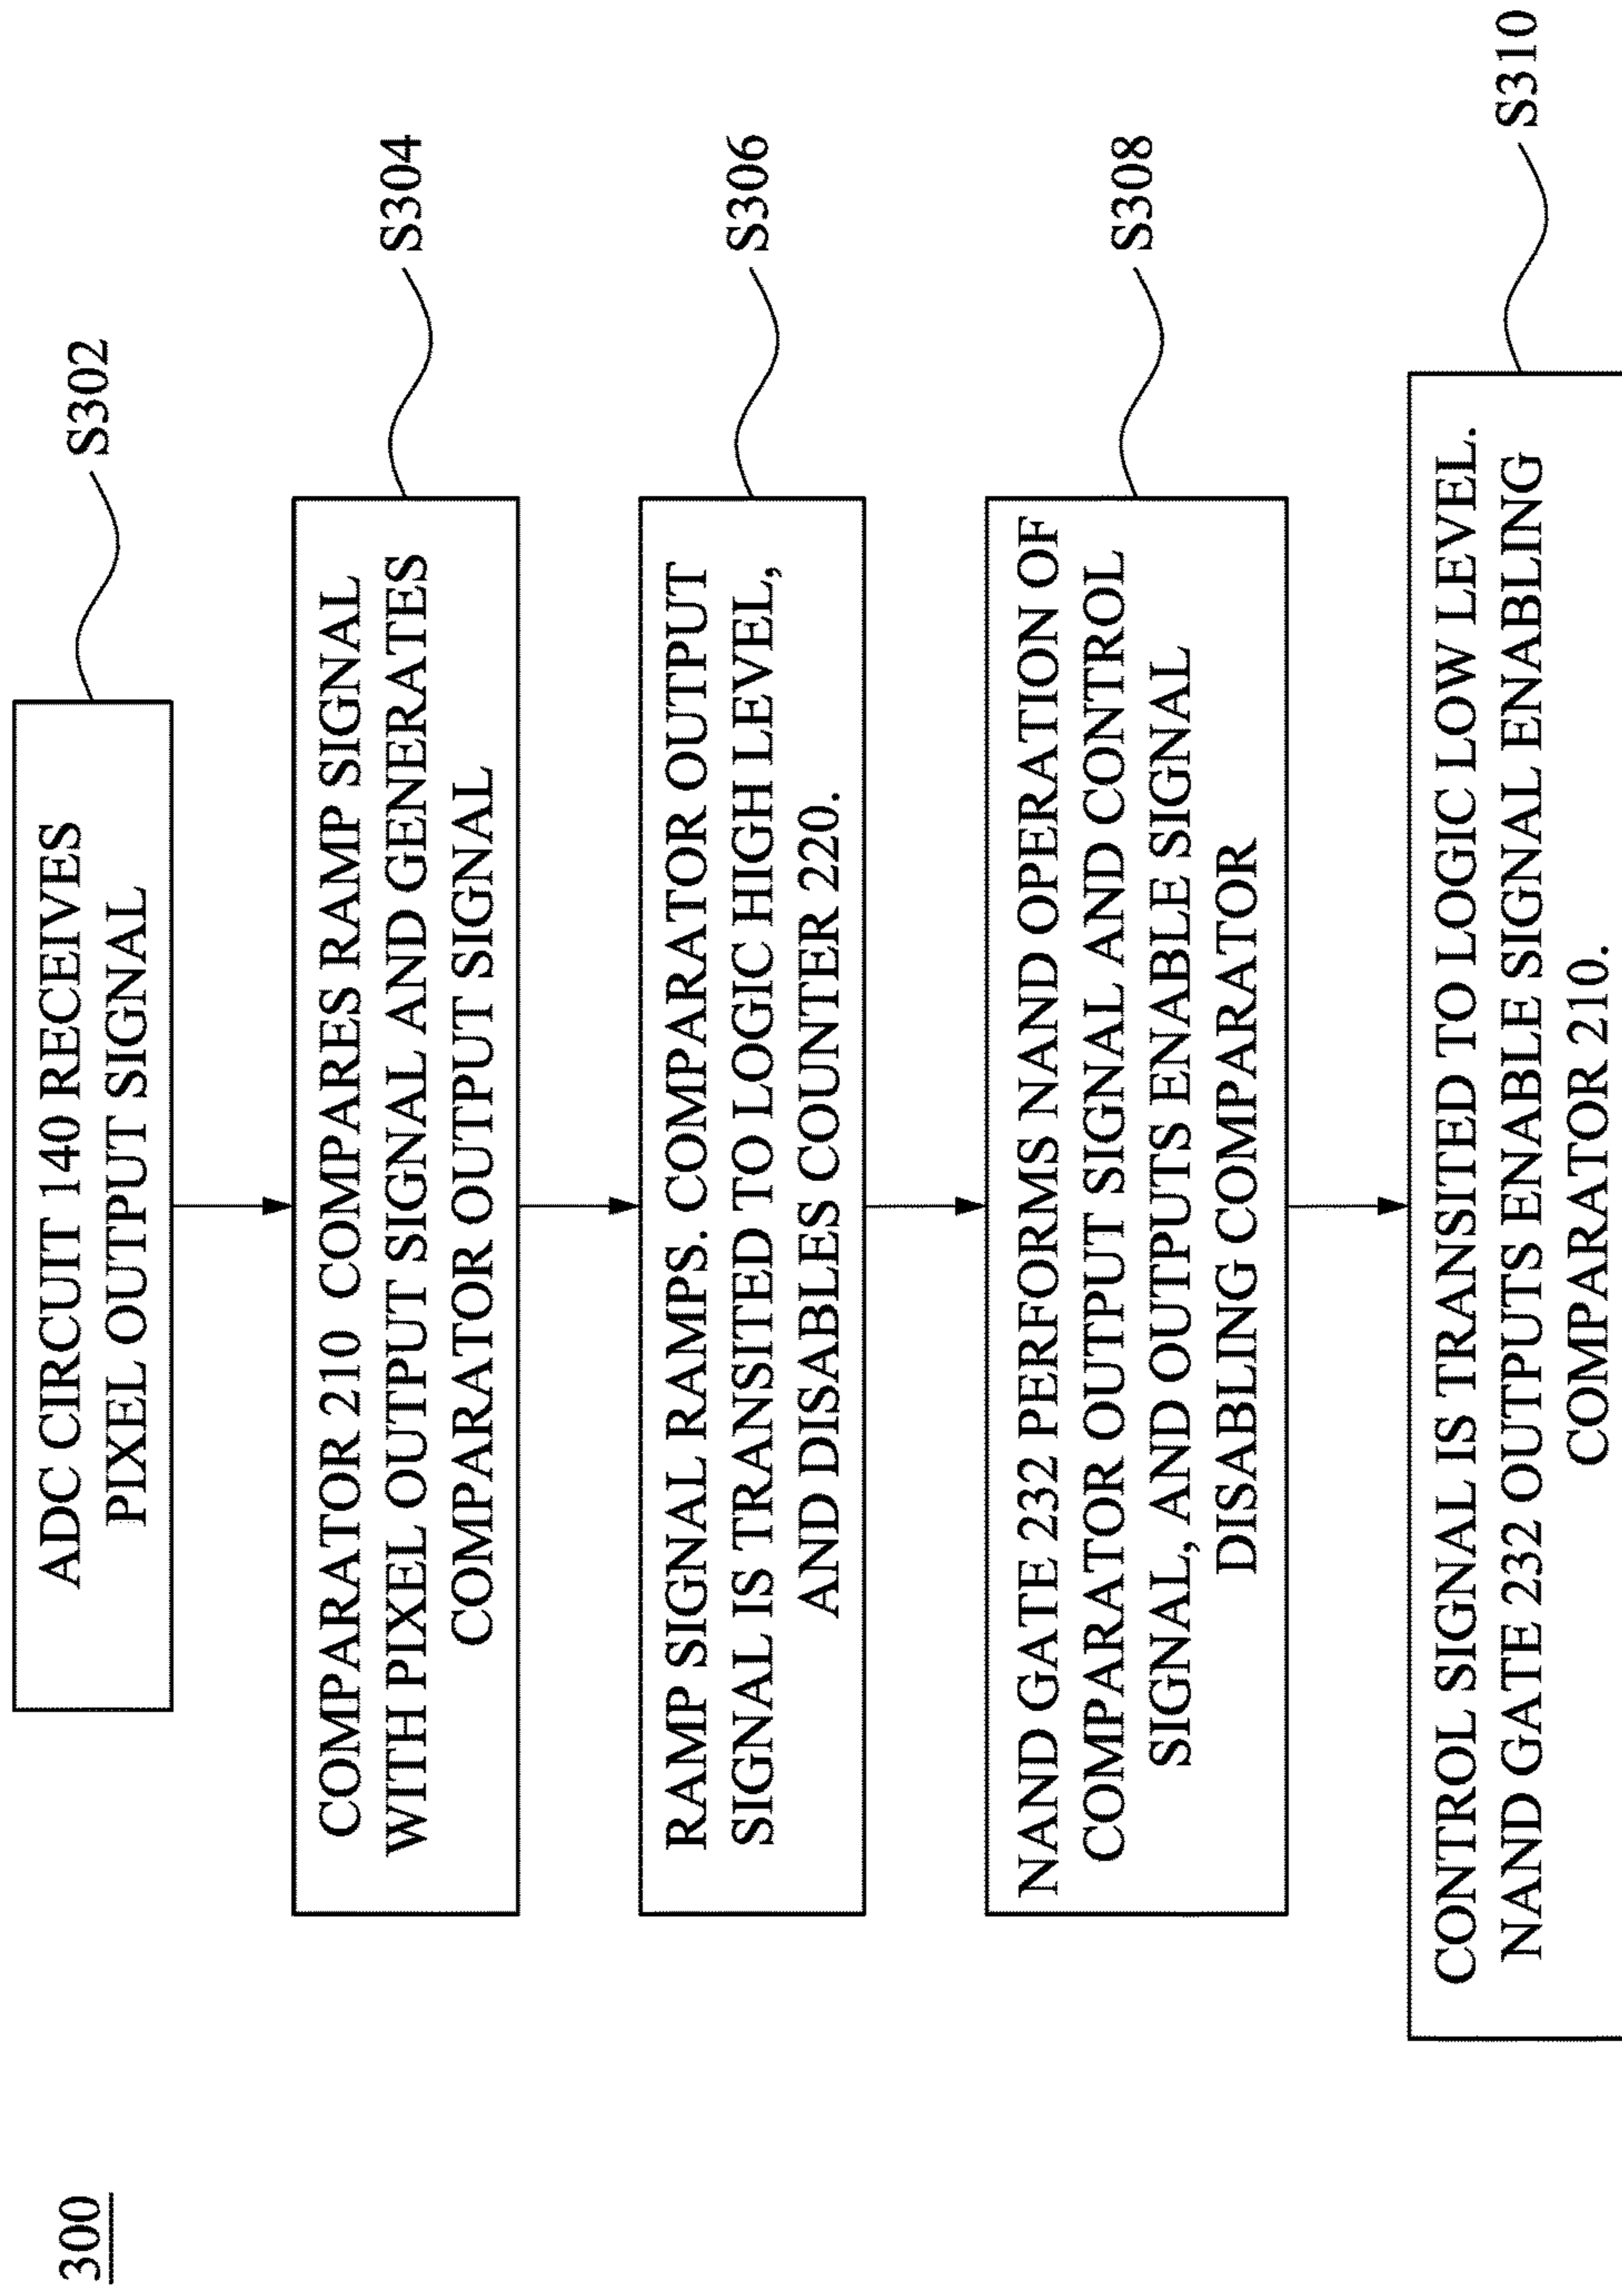 300
ADC CIRCUIT 140 RECEIVES
PIXEL OUTPUT SIGNAL
S302
COMPARATOR 210 COMPARES RAMP SIGNAL
WITH PIXEL OUTPUT SIGNAL AND GENERATES
COMPARATOR OUTPUT SIGNAL
S304
RAMP SIGNAL RAMPS. COMPARATOR OUTPUT
SIGNAL IS TRANSITED TO LOGIC HIGH LEVEL,
AND DISABLES COUNTER 220.
S306
NAND GATE 232 PERFORMS NAND OPERATION OF
COMPARATOR OUTPUT SIGNAL AND CONTROL
SIGNAL, AND OUTPUTS ENABLE SIGNAL
DISABLING COMPARATOR
S308
CONTROL SIGNAL IS TRANSITED TO LOGIC LOW LEVEL.
NAND GATE 232 OUTPUTS ENABLE SIGNAL ENABLING
COMPARATOR 210.
S310